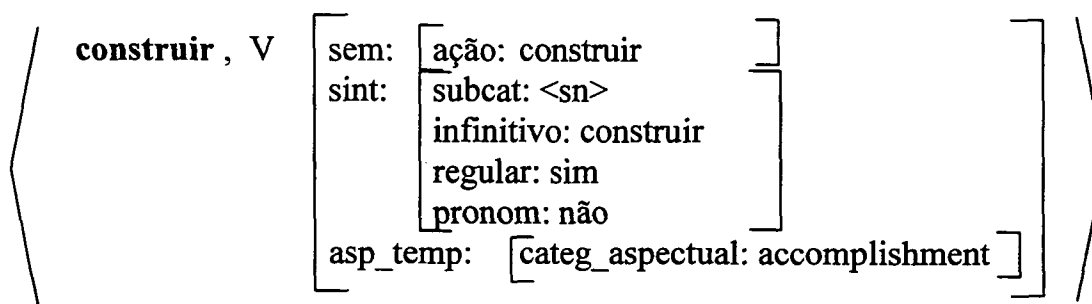 construir , V sem: ação: construir
sint: subcat: <sn>
infinitivo: construir
regular: sim
pronom: não
asp_temp: categ_aspectual: accomplishment